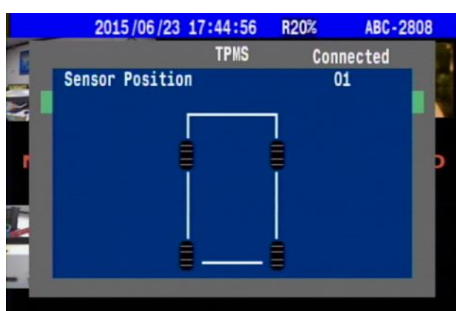 2015/06/23 17:44:56 R20% ABC-2808
TPMS Connected
Sensor Position 01